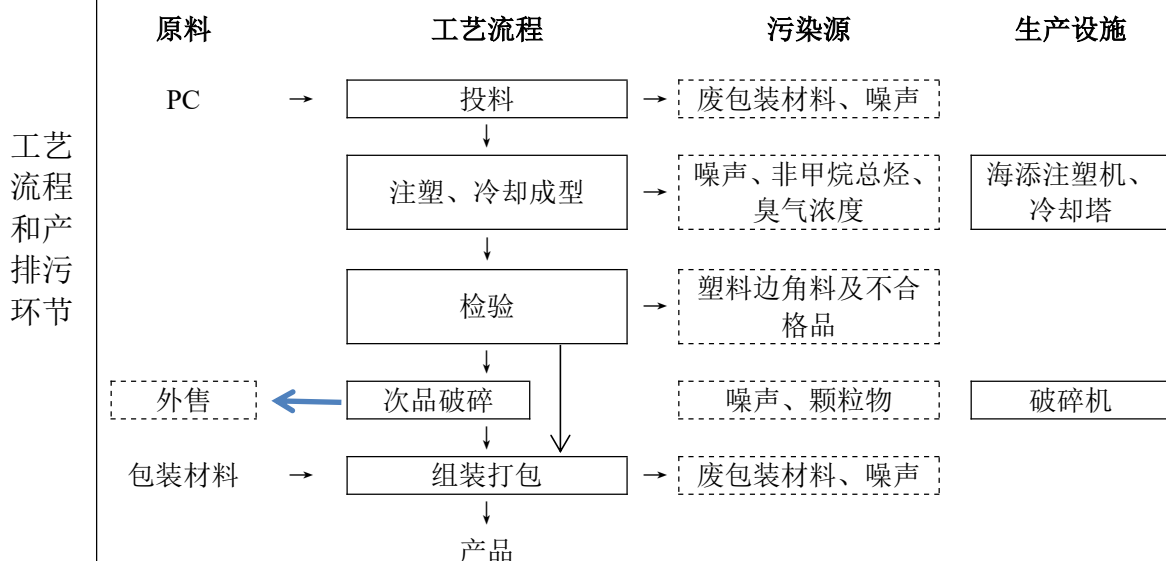 原料 工艺流程 污染源 生产设施
PC → 投料 → 废包装材料、噪声
工艺
流程
和产
排污
环节
注塑、冷却成型 → 噪声、非甲烷总烃、
臭气浓度
海添注塑机、
冷却塔
检验 → 塑料边角料及不合
格品
外售 次品破碎 噪声、颗粒物 破碎机
包装材料 → 组装打包 → 废包装材料、噪声
产品